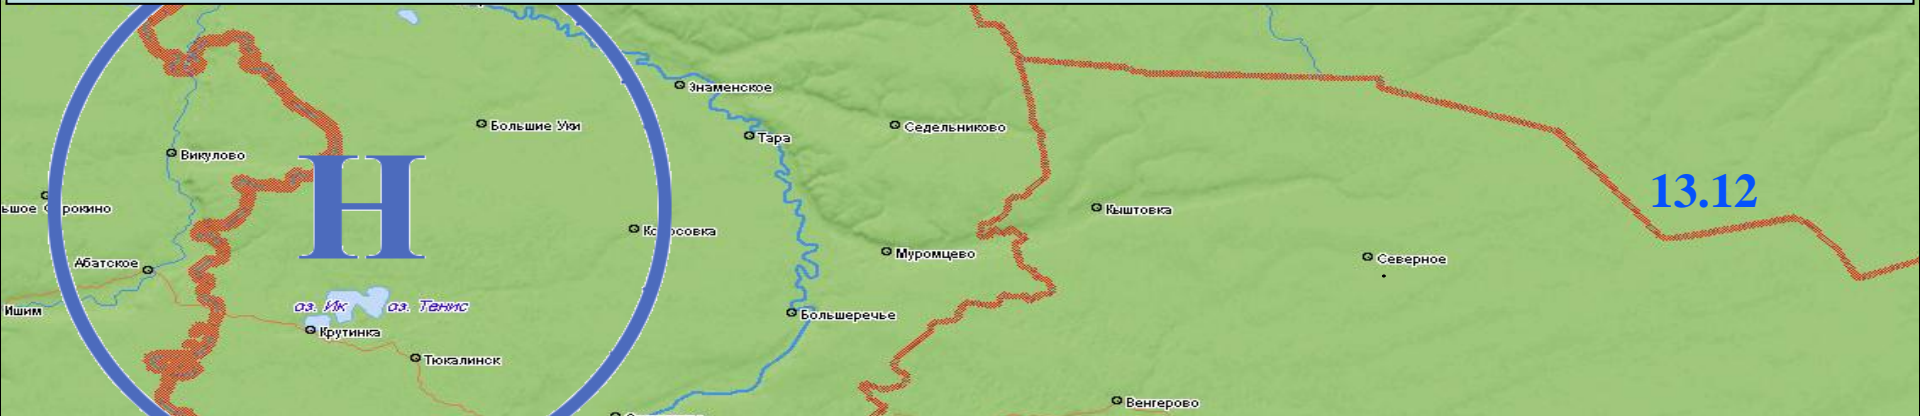 Знаменское
Большие Уки
Седельниково
Тара
Викулово
Н
13.12
Кыштовка
Муромцево
Абатское
Северное
оз. Ик
оз. Тенис
Ишим
Большеречье
Крутинка
Тюкалинск
Венгерово